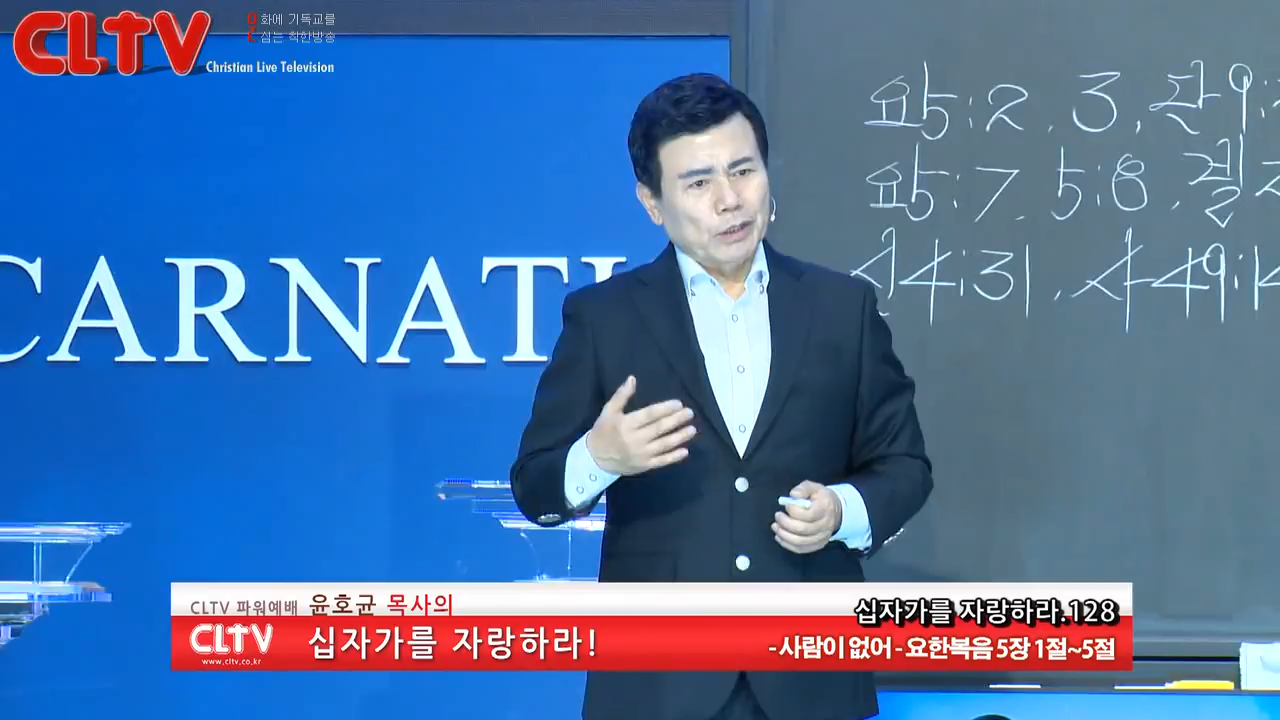 CLTV
문화에 기독교를
심는 착한방송
Christian Live Television
CARNATI
요5:2, 3, 단9:
요5:7, 5:8, 겔
사4:31, 사49:14
CLTV 파워예배 윤호균 목사의
십자가를 자랑하라.128
CLTV
www.cltv.co.kr
십자가를 자랑하라!
- 사람이 없어 - 요한복음 5장 1절~5절